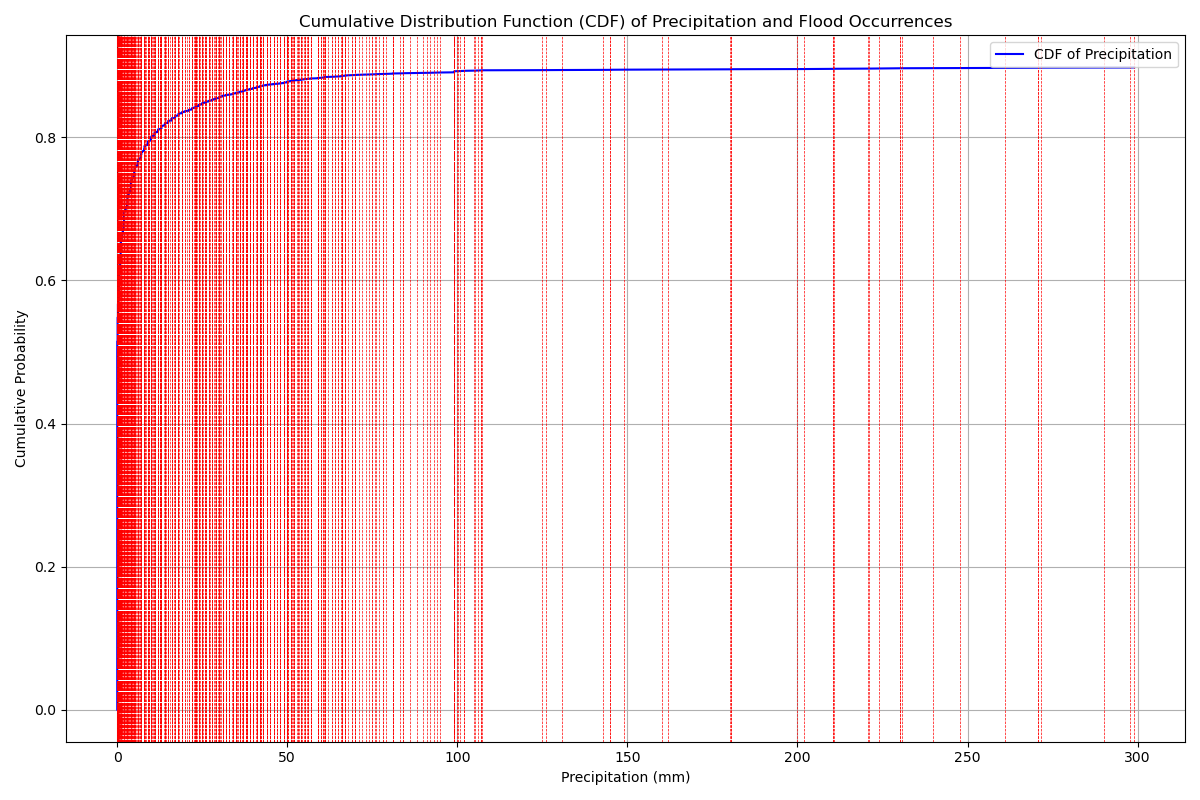 Cumulative Distribution Function (CDF) of Precipitation and Flood Occurrences
CDF of Precipitation
Cumulative Probability
0.8
0.6
0.4
0.2
0.0
0 50 100 150 200 250 300
Precipitation (mm)